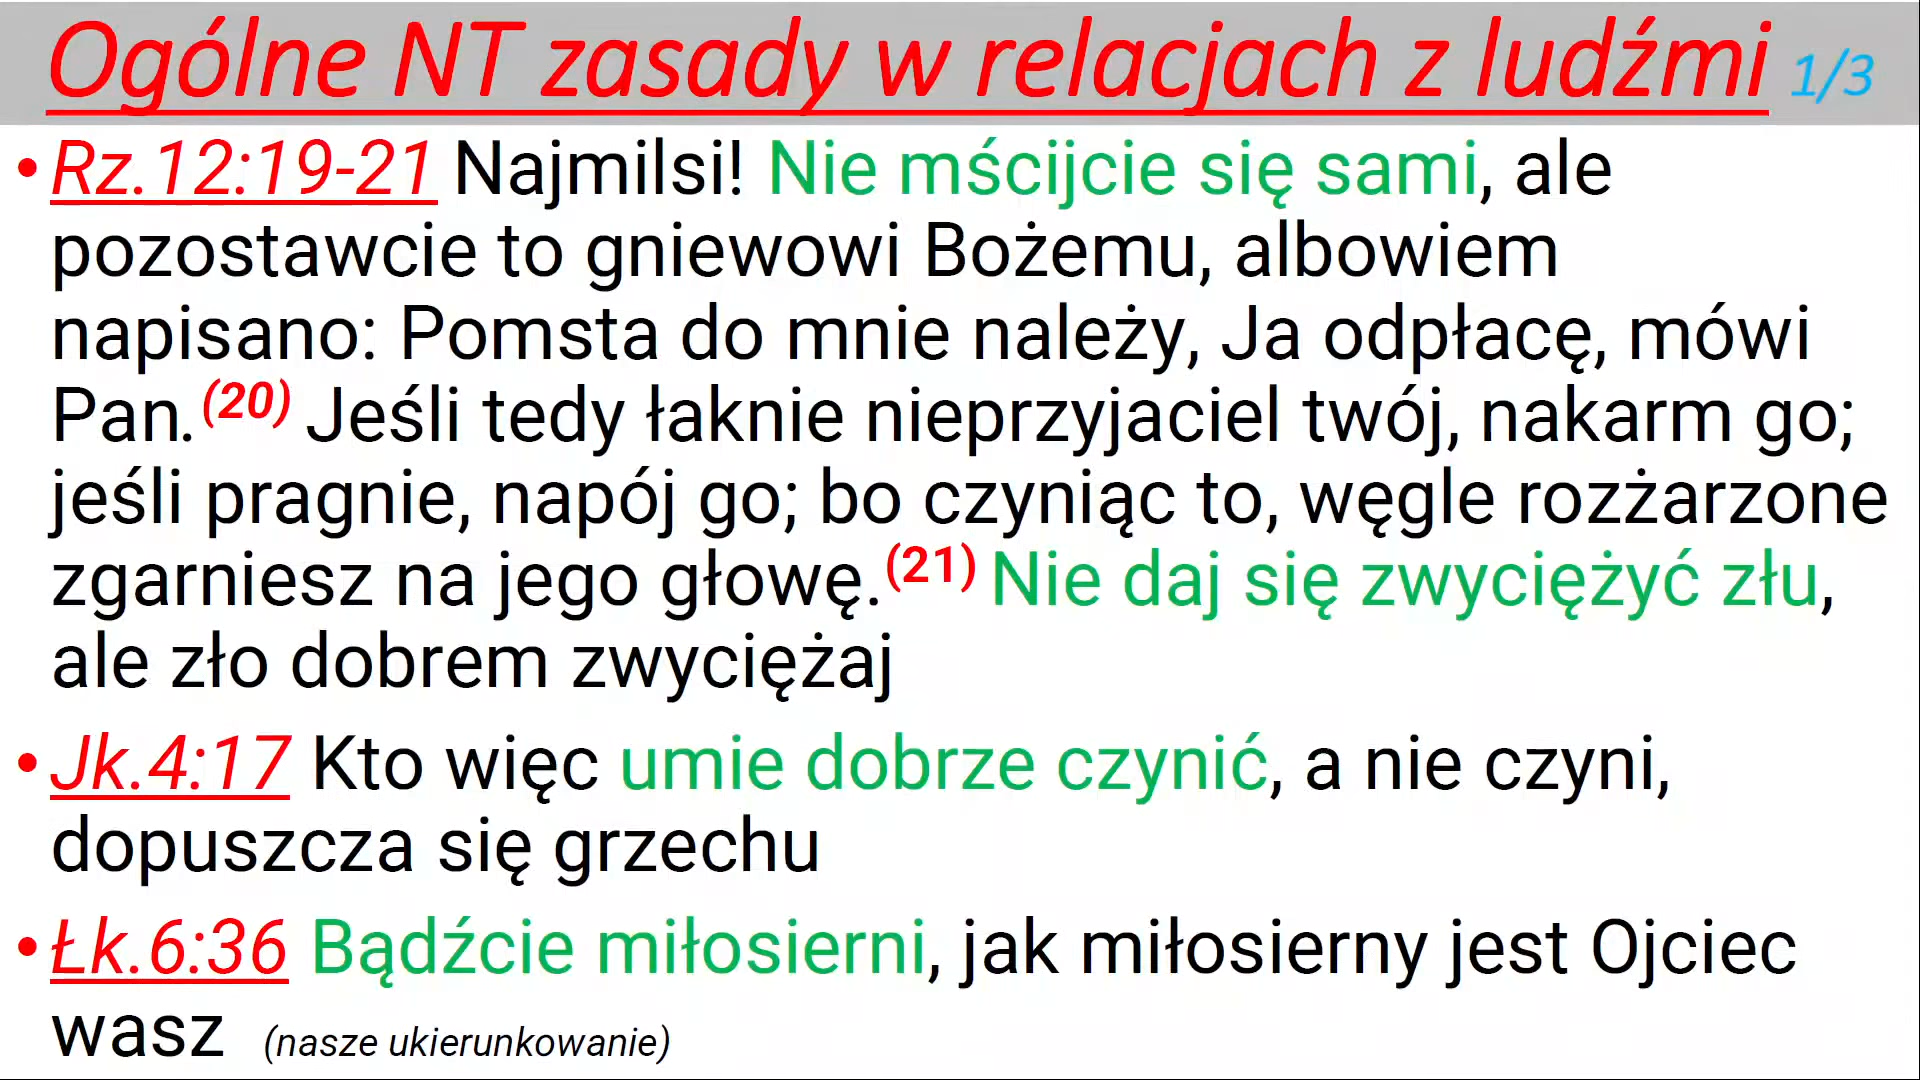 Ogólne NT zasady w relacjach z ludźmi 1/3
•Rz.12:19-21 Najmilsi! Nie mścijcie się sami, ale
pozostawcie to gniewowi Bożemu, albowiem
napisano: Pomsta do mnie należy, Ja odpłacę, mówi
Pan.(20) Jeśli tedy łaknie nieprzyjaciel twój, nakarm go;
jeśli pragnie, napój go; bo czyniąc to, węgle rozżarzone
zgarniesz na jego głowę.(21) Nie daj się zwyciężyć złu,
ale zło dobrem zwyciężaj
•Jk.4:17 Kto więc umie dobrze czynić, a nie czyni,
dopuszcza się grzechu
•Łk.6:36 Bądźcie miłosierni, jak miłosierny jest Ojciec
wasz (nasze ukierunkowanie)